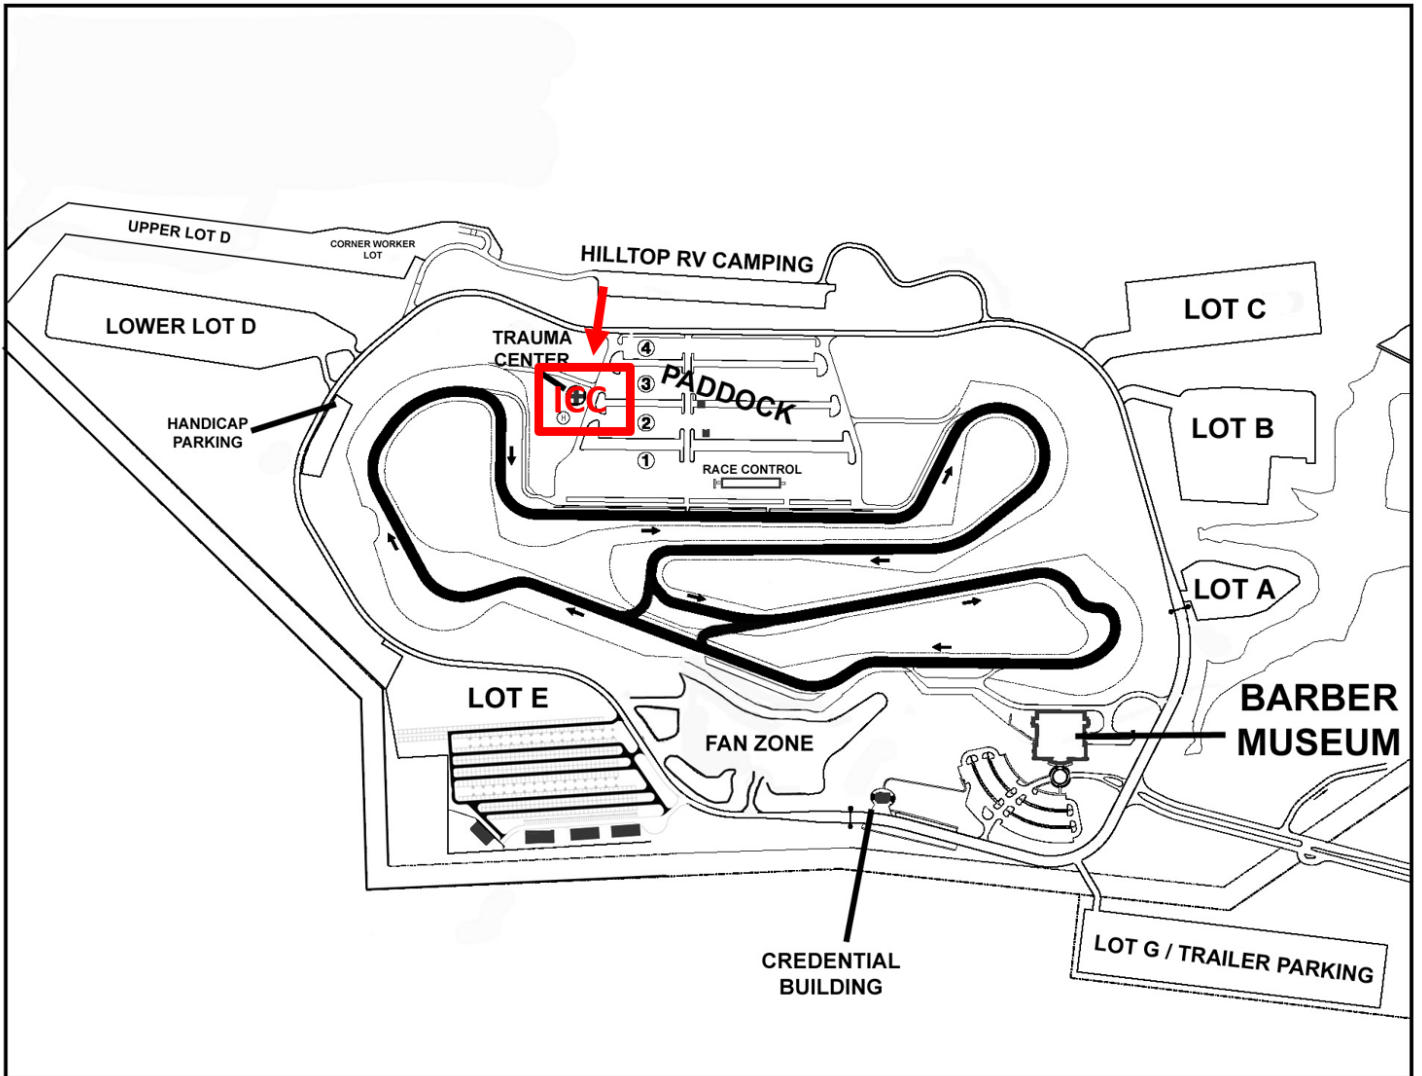 UPPER LOT D
CORNER WORKER
LOT
HILLTOP RV CAMPING
LOWER LOT D
LOT C
TRAUMA
CENTER
4
3
PADDOCK
ICC
H
2
1
HANDICAP
PARKING
LOT B
RACE CONTROL
LOT A
LOT E
FAN ZONE
BARBER
MUSEUM
CREDENTIAL
BUILDING
LOT G / TRAILER PARKING